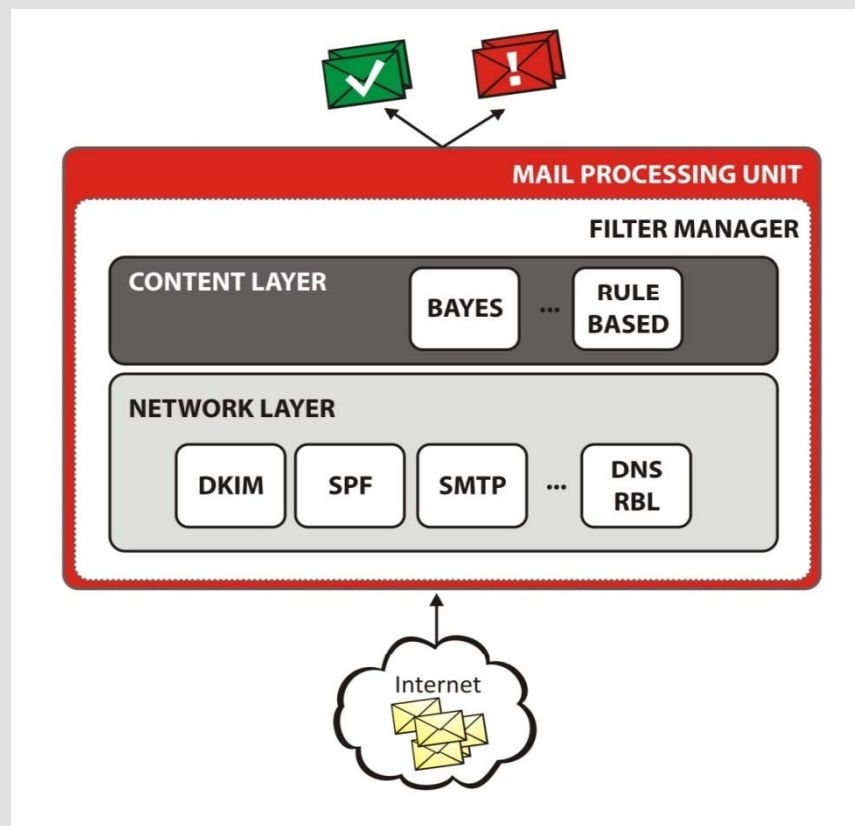 !
MAIL PROCESSING UNIT
FILTER MANAGER
CONTENT LAYER
BAYES
...
RULE
BASED
NETWORK LAYER
DKIM
SPF
SMTP
...
DNS
RBL
Internet